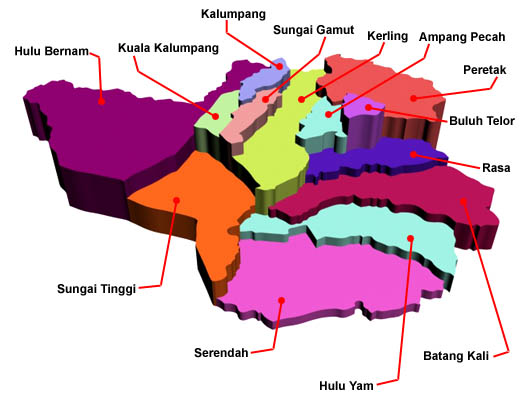 Kalumpang
Sungai Gamut
Kerling
Ampang Pecah
Hulu Bernam
Kuala Kalumpang
Peretak
Buluh Telor
Rasa
Sungai Tinggi
Serendah
Batang Kali
Hulu Yam